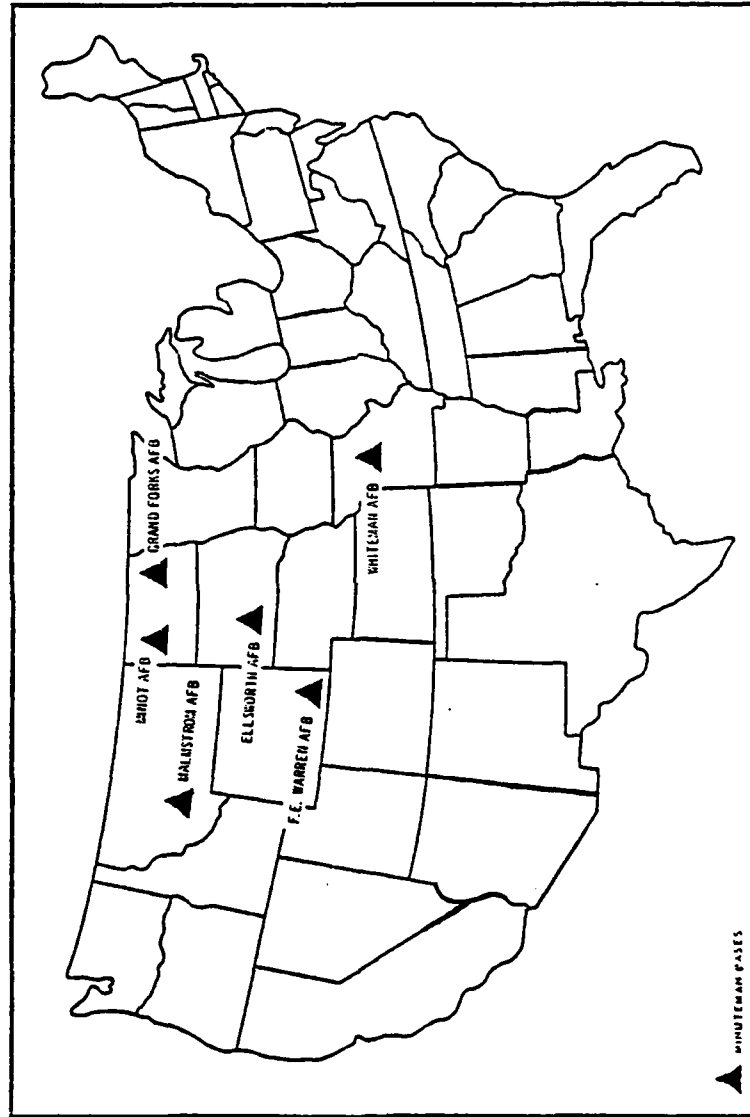 GRAND FORKS AFB
MINOT AFB
MALMSTROM AFB
ELLSWORTH AFB
F.E. WARREN AFB
WHITEMAN AFB
MINUTEMAN BASES